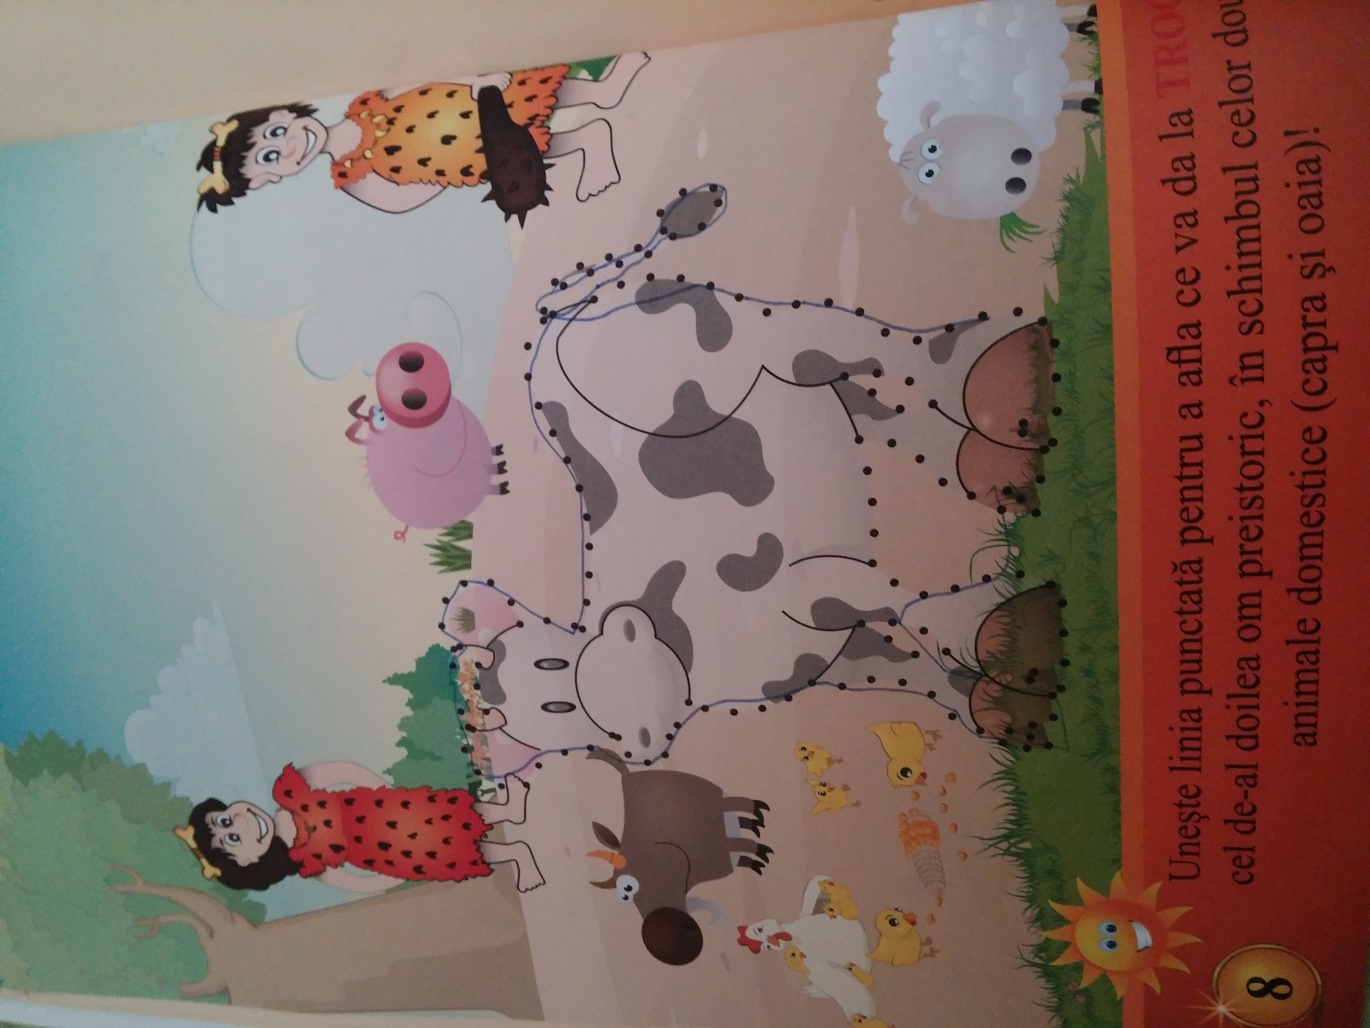 Unește linia punctată pentru a afla ce va da la
cel de-al doilea om preistoric, în schimbul celor
animale domestice (capra și oaia)!
8